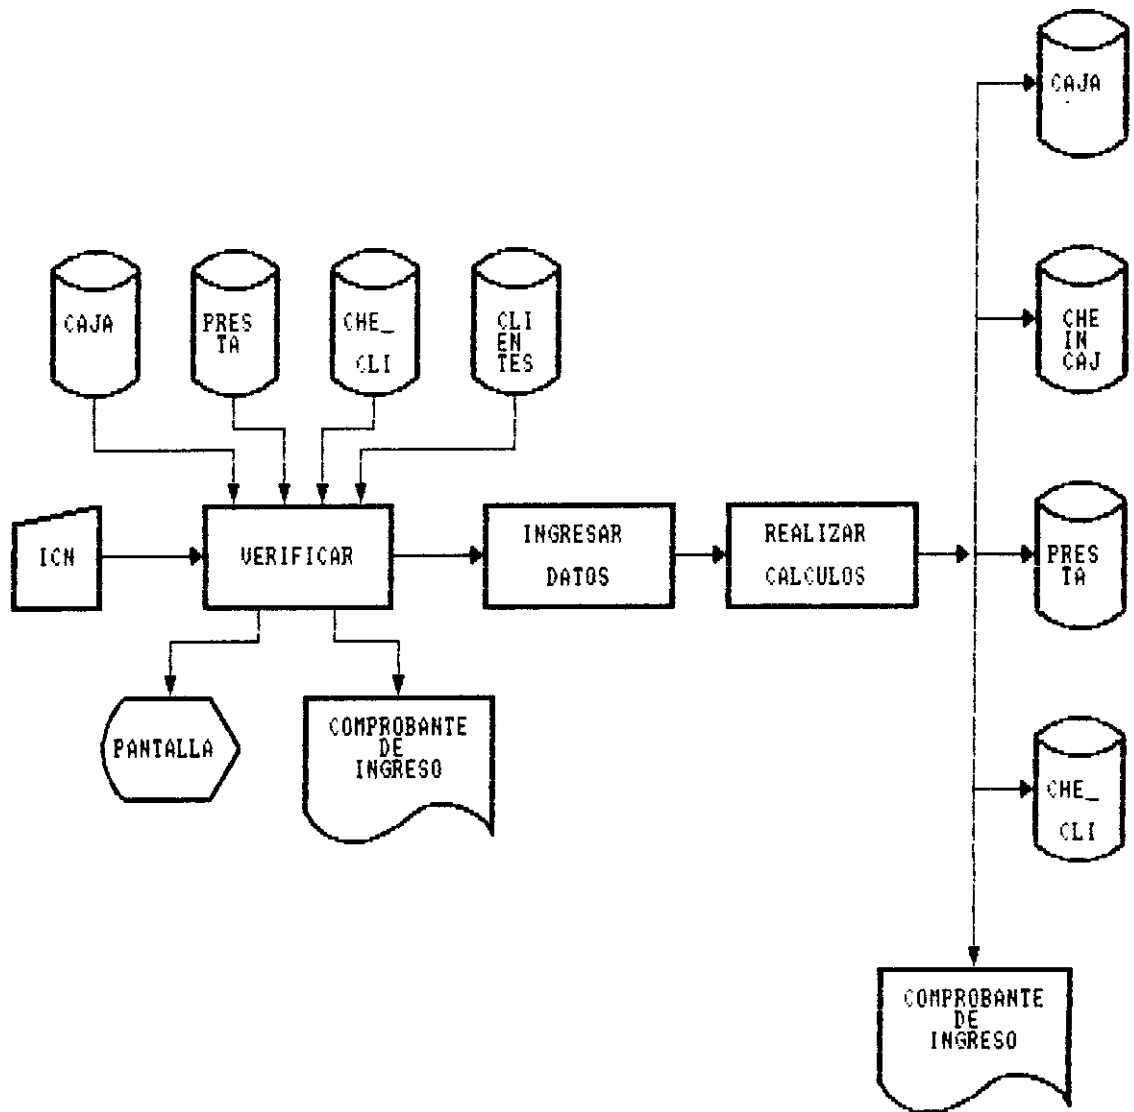 CAJA
CAJA
PRES
TA
CHE_
CLI
CLI
EN
TES
CHE
IN
CAJ
ICN
VERIFICAR
INGRESAR
DATOS
REALIZAR
CALCULOS
PRES
TA
PANTALLA
COMPROBANTE
DE
INGRESO
CHE_
CLI
COMPROBANTE
DE
INGRESO